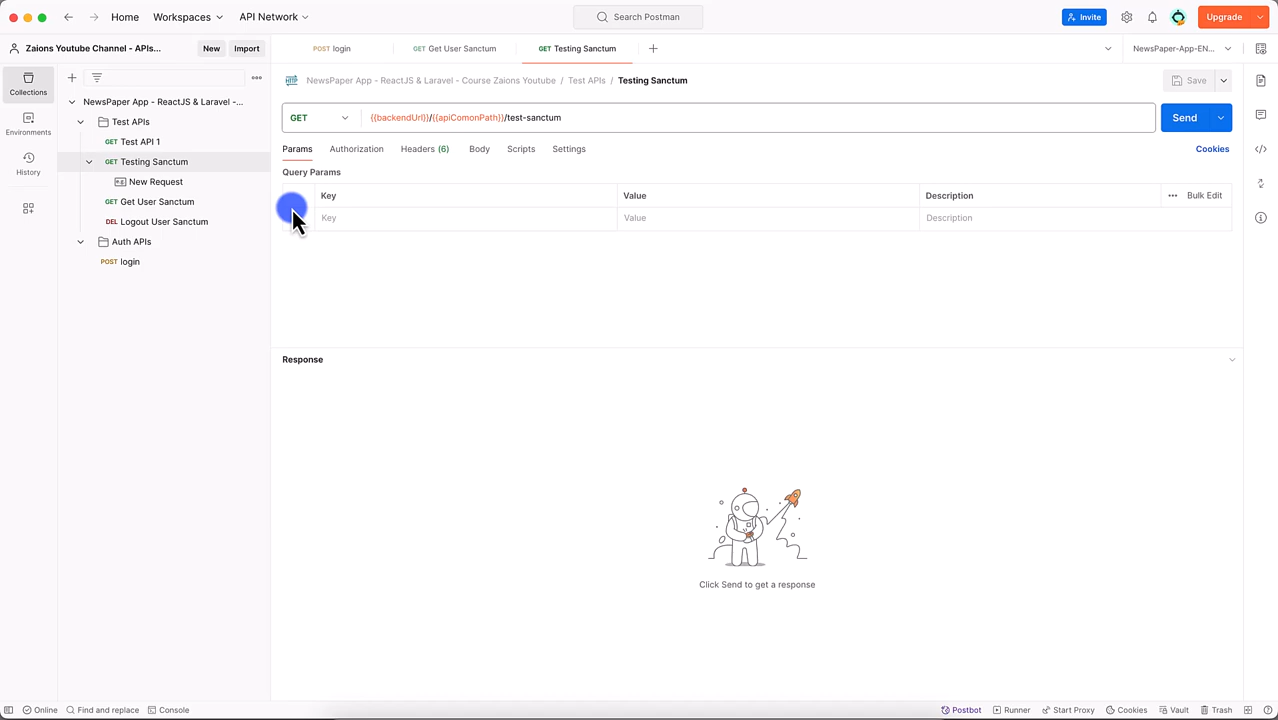 Home Workspaces API Network Search Postman Invite Upgrade
Zaions Youtube Channel - APIs... New Import POST login GET Get User Sanctum GET Testing Sanctum NewsPaper-App-EN...
Collections
Environments
History
NewsPaper App - ReactJS & Laravel -...
Test APIs
GET Test API 1
GET Testing Sanctum
New Request
GET Get User Sanctum
DEL Logout User Sanctum
Auth APIs
POST login
NewsPaper App - ReactJS & Laravel - Course Zaions Youtube / Test APIs / Testing Sanctum Save
GET {{backendUrl}}/{{apiComonPath}}/test-sanctum Send
Params Authorization Headers (6) Body Scripts Settings Cookies
Query Params
Key Value Description Bulk Edit
Key Value Description
Response
Click Send to get a response
Online Find and replace Console Postbot Runner Start Proxy Cookies Vault Trash